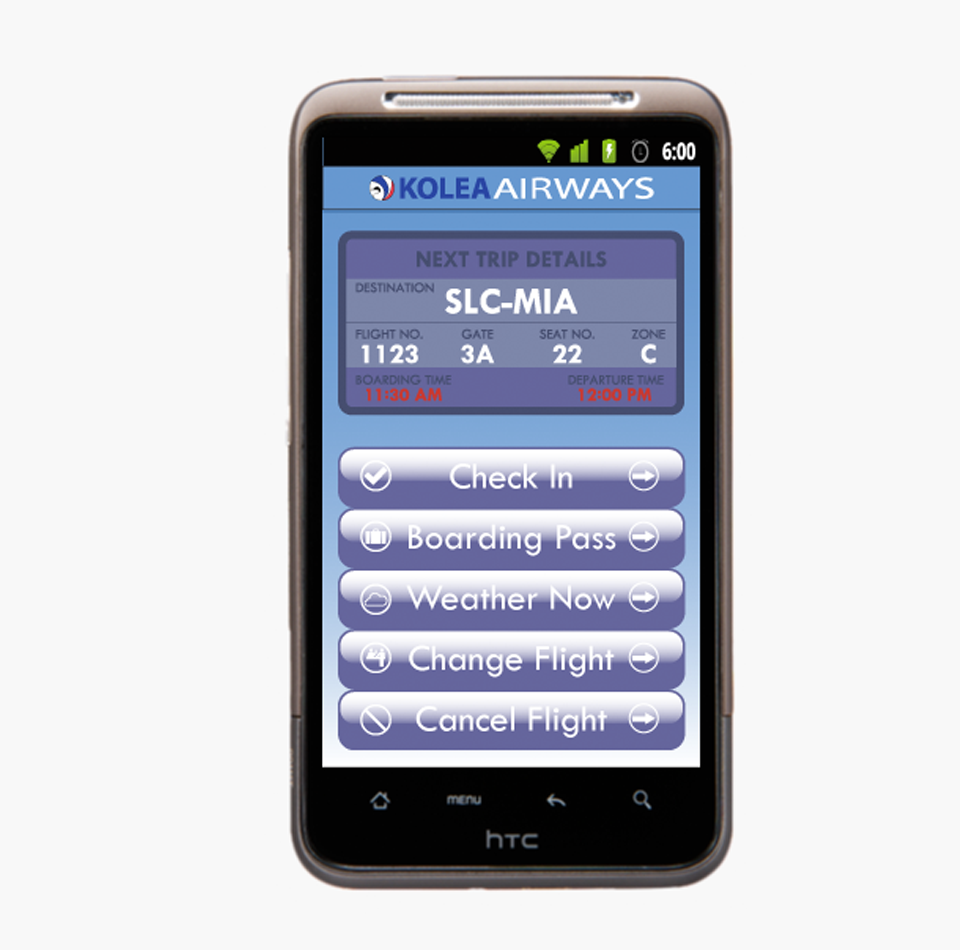 6:00
KOLEA AIRWAYS
NEXT TRIP DETAILS
DESTINATION SLC-MIA
FLIGHT NO. GATE SEAT NO. ZONE
1123 3A 22 C
BOARDING TIME DEPARTURE TIME
11:30 AM 12:00 PM
Check In
Boarding Pass
Weather Now
Change Flight
Cancel Flight
MENU
hTC